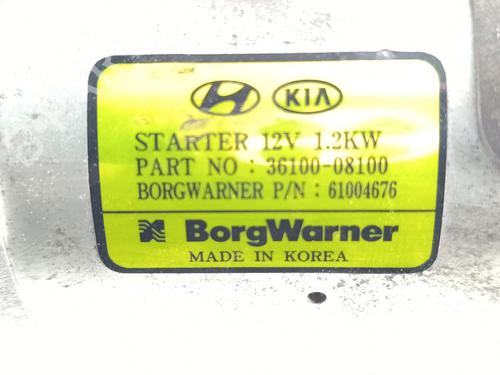 KIA
STARTER 12V 1.2KW
PART NO : 36100-08100
BORGWARNER P/N : 61004676
BorgWarner
MADE IN KOREA